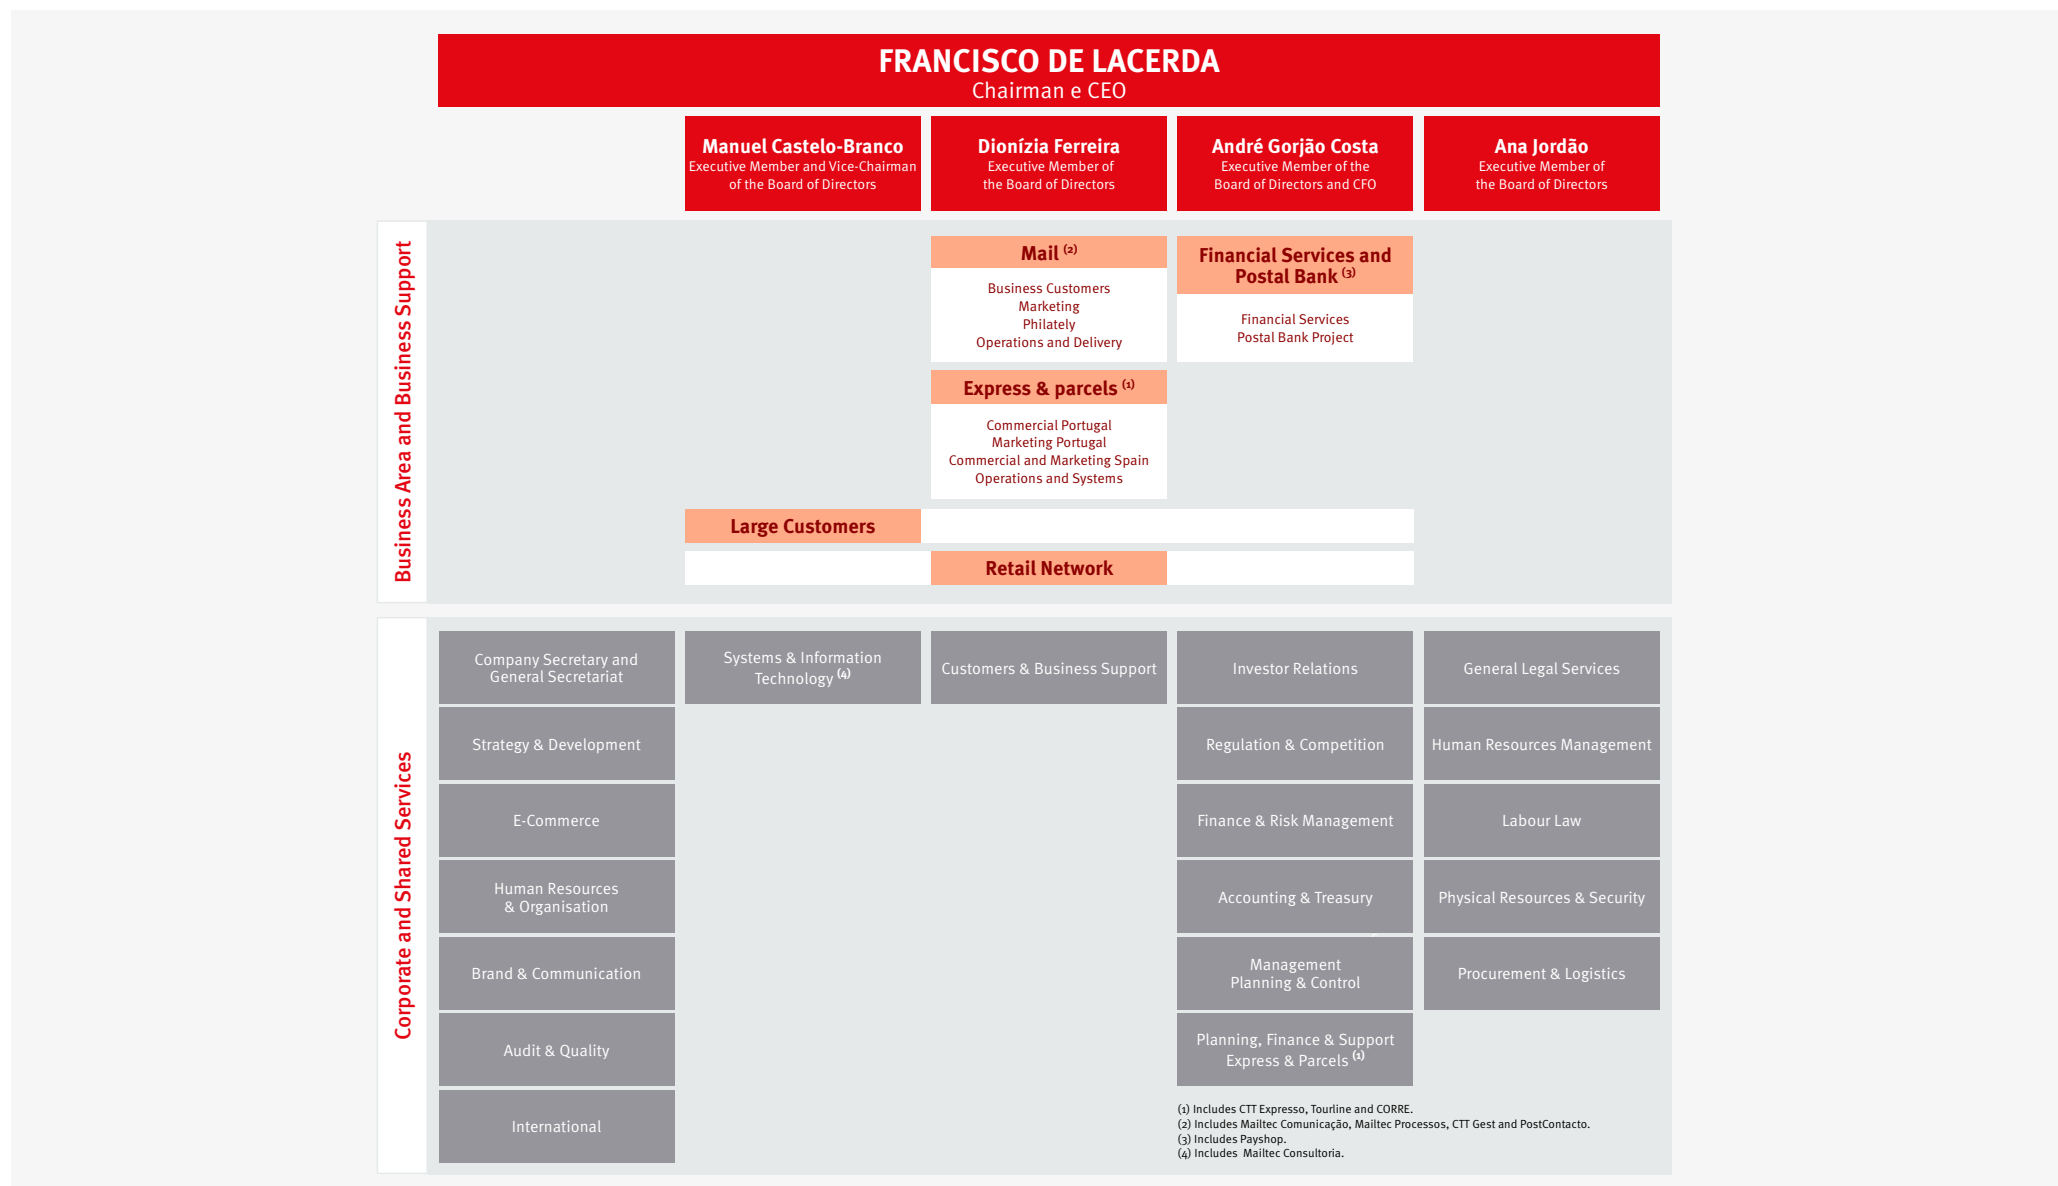 FRANCISCO DE LACERDA
Chairman e CEO
Manuel Castelo-Branco
Executive Member and Vice-Chairman
of the Board of Directors
Dionízia Ferreira
Executive Member of
the Board of Directors
André Gorjão Costa
Executive Member of the
Board of Directors and CFO
Ana Jordão
Executive Member of
the Board of Directors
Business Area and Business Support
Mail (2)
Business Customers
Marketing
Philately
Operations and Delivery
Financial Services and
Postal Bank (3)
Financial Services
Postal Bank Project
Express & parcels (1)
Commercial Portugal
Marketing Portugal
Commercial and Marketing Spain
Operations and Systems
Large Customers
Retail Network
Corporate and Shared Services
Company Secretary and
General Secretariat
Strategy & Development
E-Commerce
Human Resources
& Organisation
Brand & Communication
Audit & Quality
International
Systems & Information
Technology (4)
Customers & Business Support
Investor Relations
Regulation & Competition
Finance & Risk Management
Accounting & Treasury
Management
Planning & Control
Planning, Finance & Support
Express & Parcels (1)
General Legal Services
Human Resources Management
Labour Law
Physical Resources & Security
Procurement & Logistics
(1) Includes CTT Expresso, Tourline and CORRE.
(2) Includes Mailtec Comunicação, Mailtec Processos, CTT Gest and PostContacto.
(3) Includes Payshop.
(4) Includes Mailtec Consultoria.